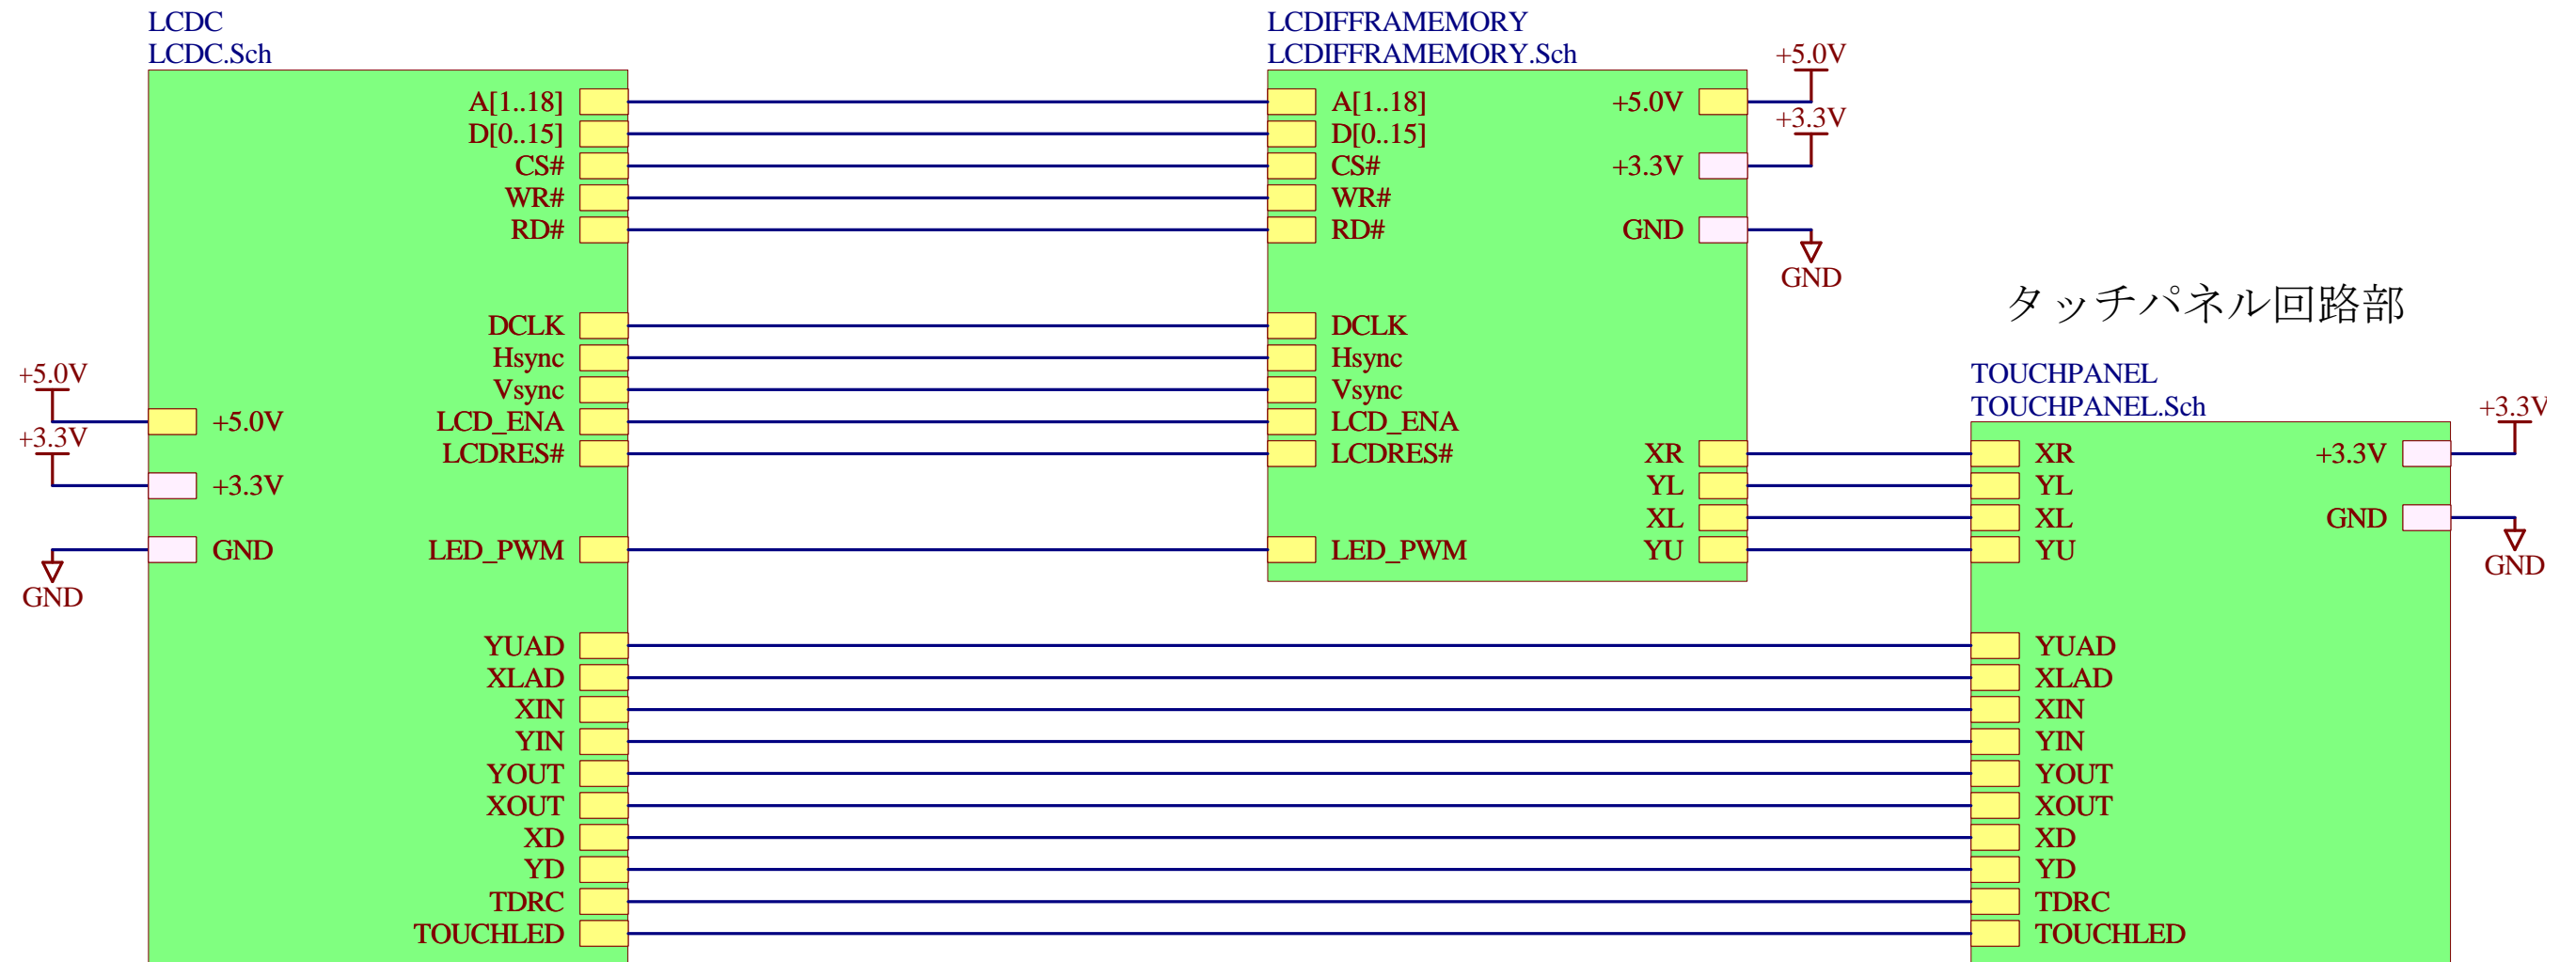 LCDC
LCDC.Sch
A[1..18]
D[0..15]
CS#
WR#
RD#
DCLK
Hsync
Vsync
LCD_ENA
LCDRES#
LED_PWM
YUAD
XLAD
XIN
YIN
YOUT
XOUT
XD
YD
TDRC
TOUCHLED
+5.0V
+5.0V
+3.3V
+3.3V
GND
GND
LCDIFFRAMEMORY
LCDIFFRAMEMORY.Sch
A[1..18]
D[0..15]
CS#
WR#
RD#
DCLK
Hsync
Vsync
LCD_ENA
LCDRES#
LED_PWM
+5.0V
+5.0V
+3.3V
+3.3V
GND
GND
XR
YL
XL
YU
タッチパネル回路部
TOUCHPANEL
TOUCHPANEL.Sch
XR
YL
XL
YU
YUAD
XLAD
XIN
YIN
YOUT
XOUT
XD
YD
TDRC
TOUCHLED
+3.3V
+3.3V
GND
GND